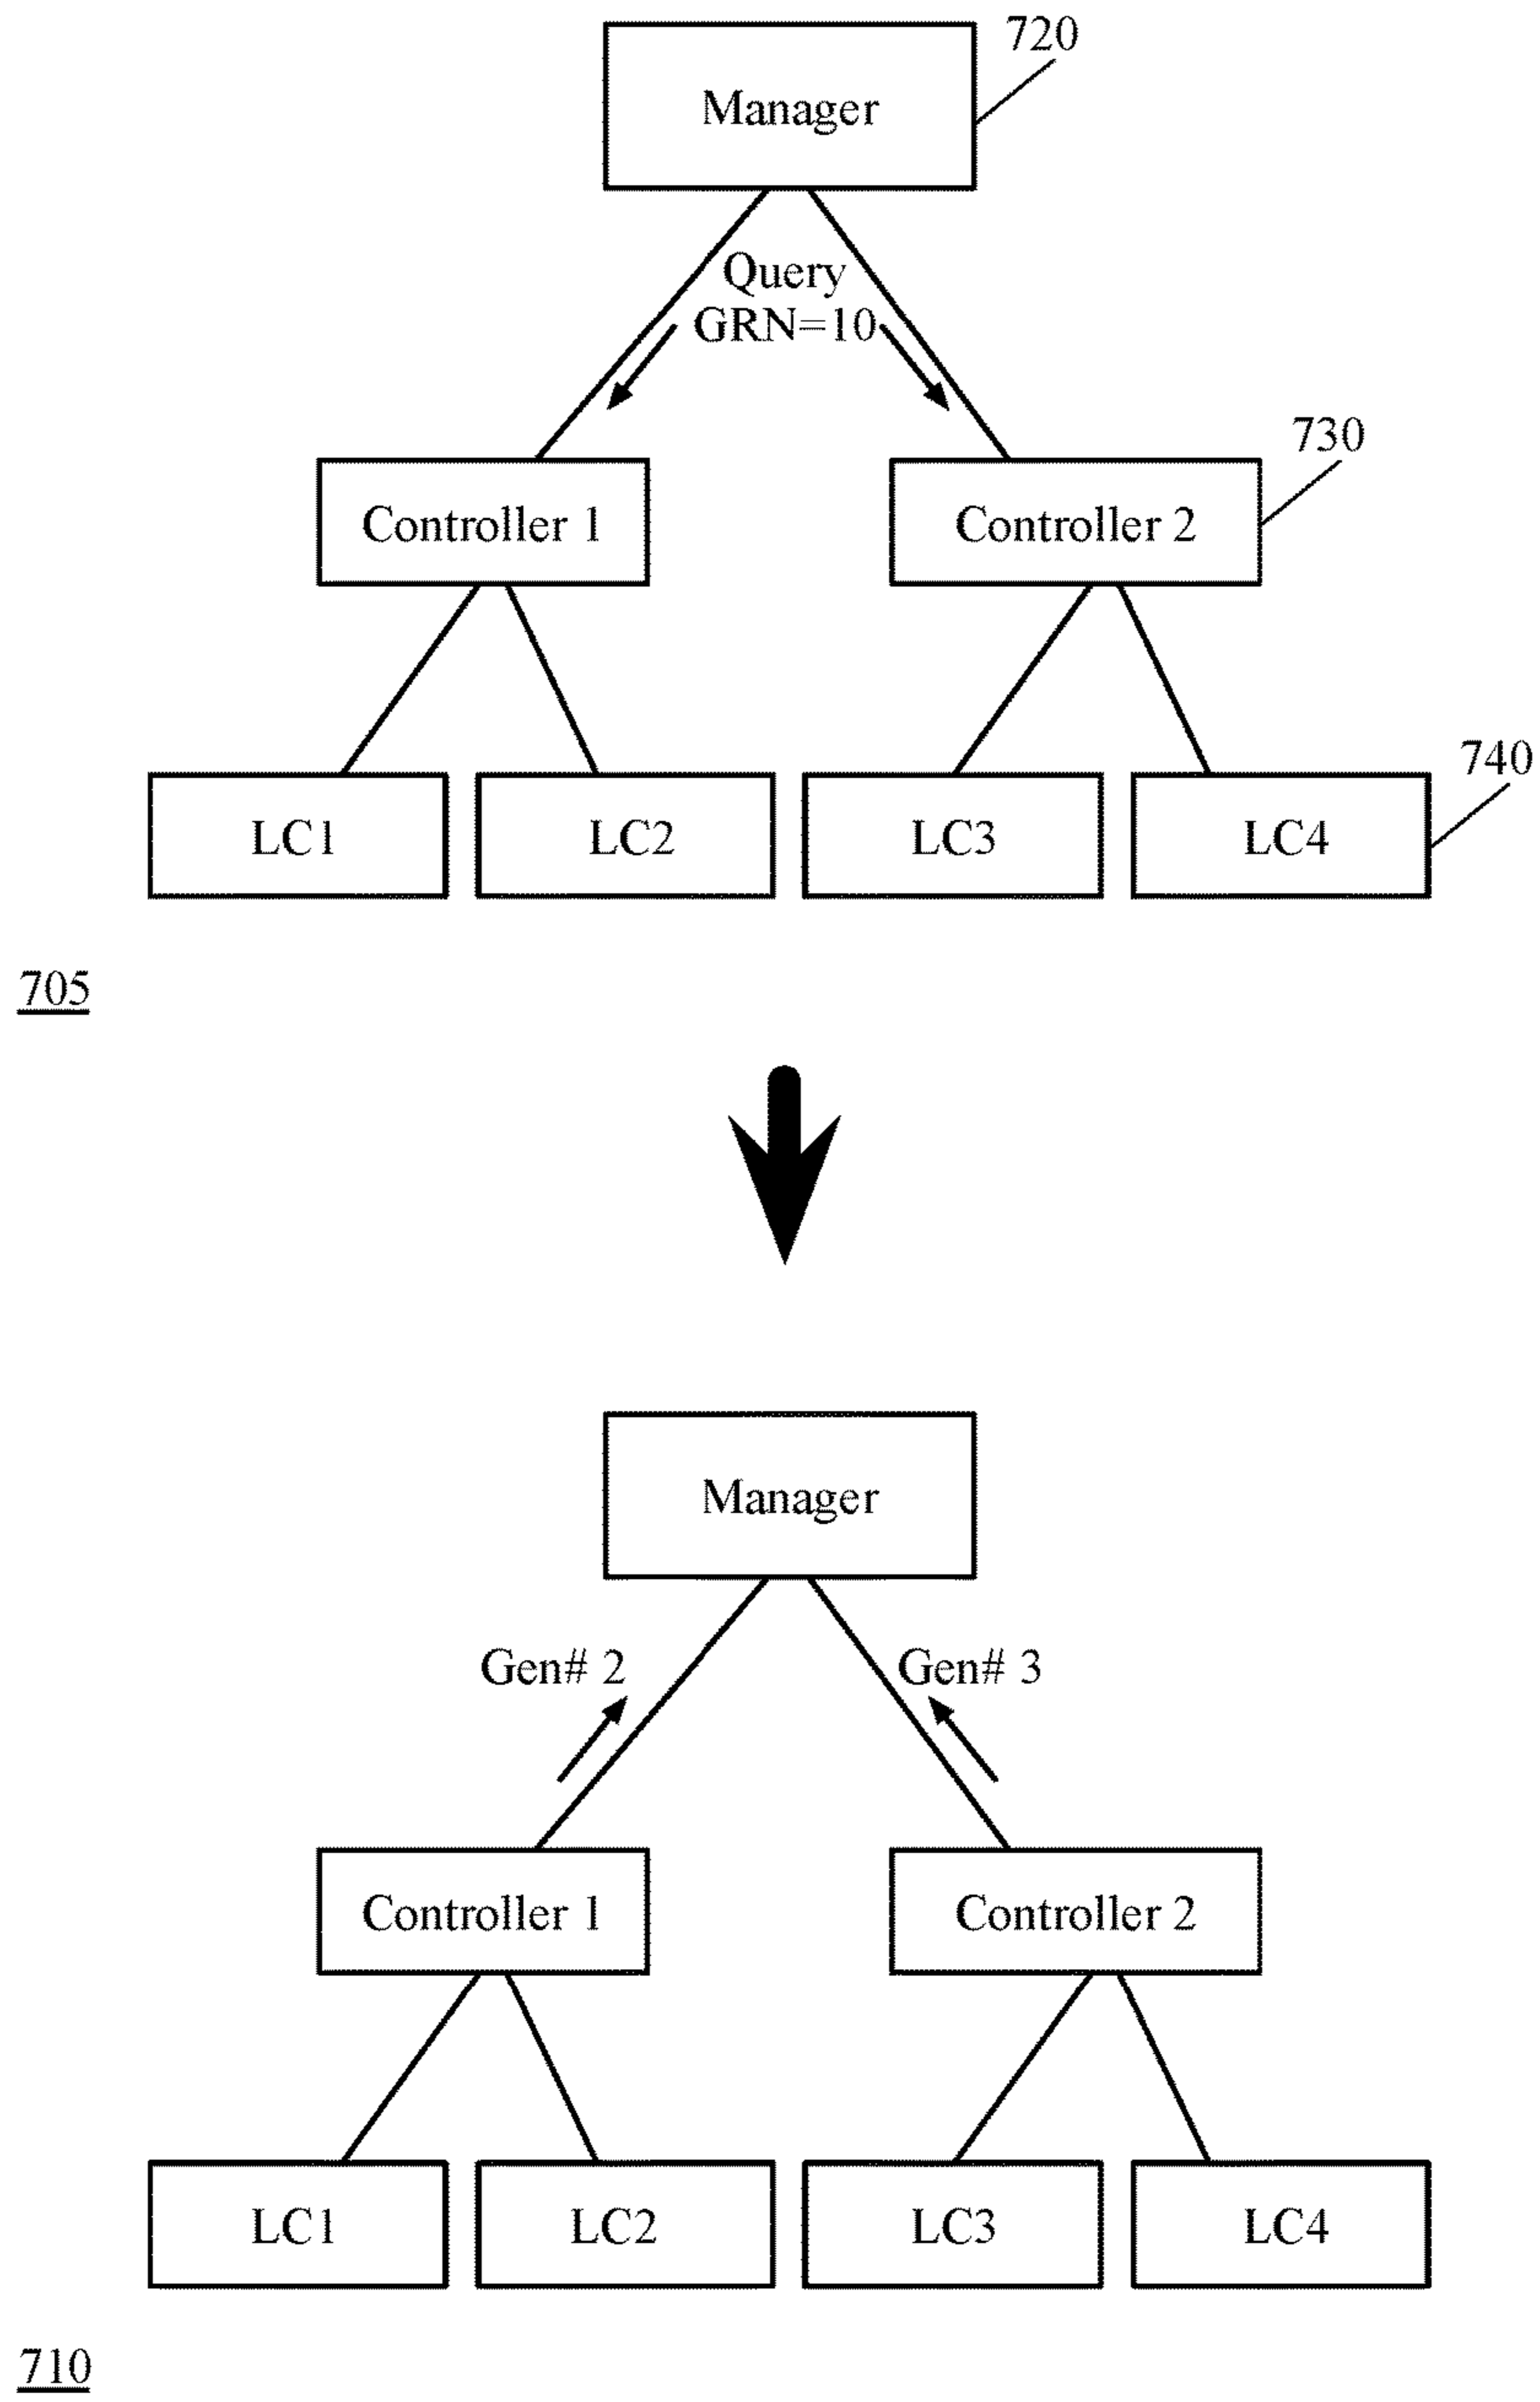 720
Manager
Query
GRN=10
730
Controller 1
Controller 2
740
LC1
LC2
LC3
LC4
705
Manager
Gen# 2
Gen# 3
Controller 1
Controller 2
LC1
LC2
LC3
LC4
710